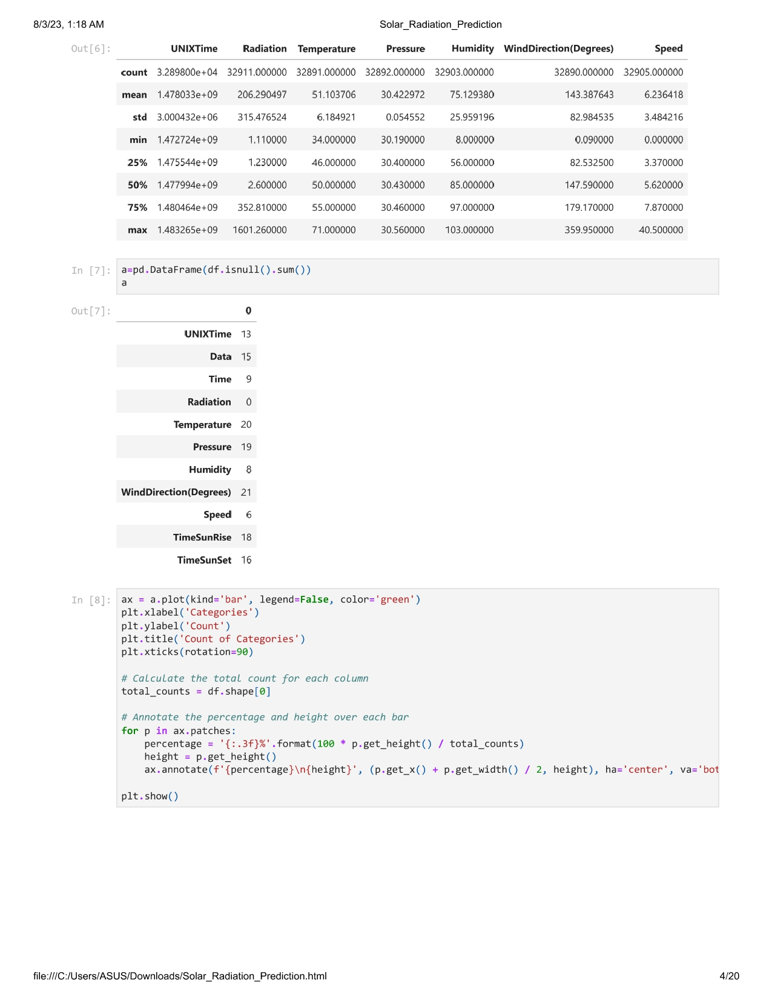 8/3/23, 1:18 AM Solar_Radiation_Prediction
Out[6]: UNIXTime Radiation Temperature Pressure Humidity WindDirection(Degrees) Speed
count 3.289800e+04 32911.000000 32891.000000 32892.000000 32903.000000 32890.000000 32905.000000
mean 1.478033e+09 206.290497 51.103706 30.422972 75.129380 143.387643 6.236418
std 3.000432e+06 315.476524 6.184921 0.054552 25.959196 82.984535 3.484216
min 1.472724e+09 1.110000 34.000000 30.190000 8.000000 0.090000 0.000000
25% 1.475544e+09 1.230000 46.000000 30.400000 56.000000 82.532500 3.370000
50% 1.477994e+09 2.600000 50.000000 30.430000 85.000000 147.590000 5.620000
75% 1.480464e+09 352.810000 55.000000 30.460000 97.000000 179.170000 7.870000
max 1.483265e+09 1601.260000 71.000000 30.560000 103.000000 359.950000 40.500000
In [7]: a=pd.DataFrame(df.isnull().sum())
a
Out[7]: 0
UNIXTime 13
Data 15
Time 9
Radiation 0
Temperature 20
Pressure 19
Humidity 8
WindDirection(Degrees) 21
Speed 6
TimeSunRise 18
TimeSunSet 16
In [8]: ax = a.plot(kind='bar', legend=False, color='green')
plt.xlabel('Categories')
plt.ylabel('Count')
plt.title('Count of Categories')
plt.xticks(rotation=90)
# Calculate the total count for each column
total_counts = df.shape[0]
# Annotate the percentage and height over each bar
for p in ax.patches:
percentage = '{:.3f}%'.format(100 * p.get_height() / total_counts)
height = p.get_height()
ax.annotate(f'{percentage}\n{height}', (p.get_x() + p.get_width() / 2, height), ha='center', va='bot
plt.show()
file:///C:/Users/ASUS/Downloads/Solar_Radiation_Prediction.html 4/20